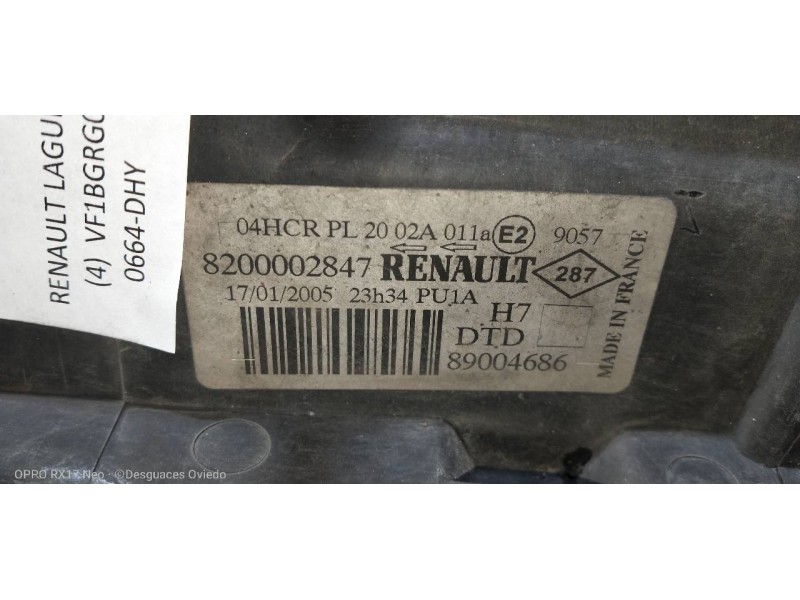 RENAULT LAGU
(4) VF1BGRG
0664-DHY
04HCR PL 20 02A 011a E2 9057
8200002847 RENAULT 287
17/01/2005 23h34 PU1A
H7
DTD
89004686
MADE IN FRANCE
OPPO RX17 Neo · ©Desguaces Oviedo